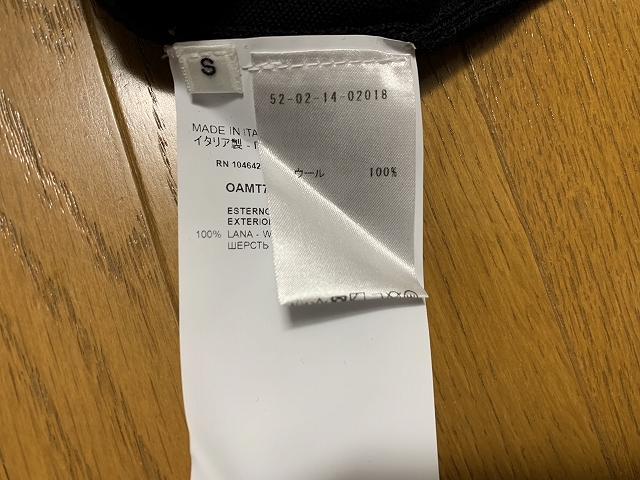 S
52-02-14-02018
MADE IN ITA
イタリア製 -
RN 104642
ウール 100%
OAMT7
ESTERNO
EXTERIO
100% LANA - W
ШЕРСТЬ